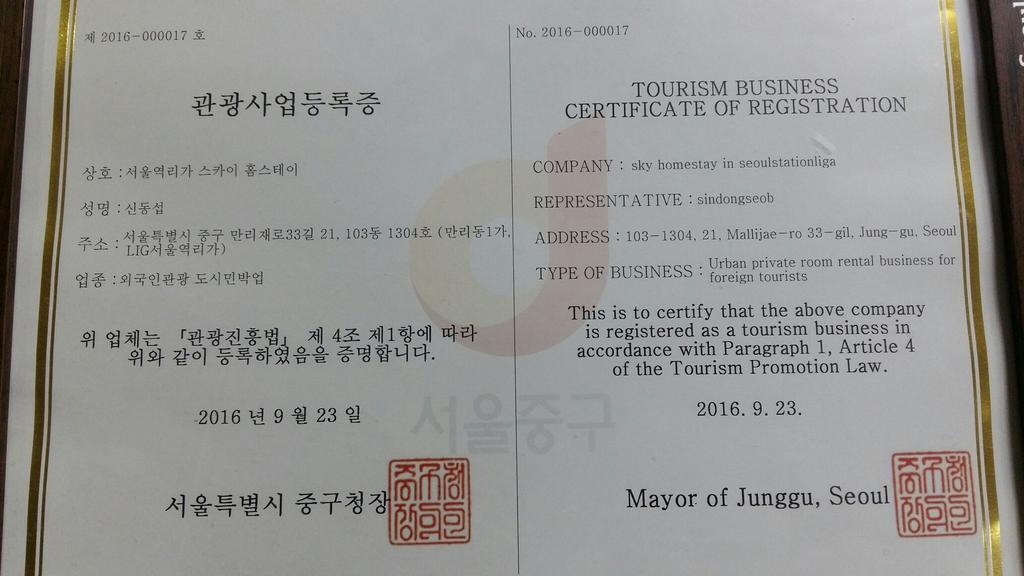 제 2016-000017 호
관광사업등록증
상호 : 서울역리가 스카이 홈스테이
성명 : 신동섭
주소 : 서울특별시 중구 만리재로33길 21, 103동 1304호 (만리동1가,
LIG서울역리가)
업종 : 외국인관광 도시민박업
위 업체는 「관광진흥법」 제 4조 제1항에 따라
위와 같이 등록하였음을 증명합니다.
2016 년 9 월 23 일
서울특별시 중구청장
No. 2016-000017
TOURISM BUSINESS
CERTIFICATE OF REGISTRATION
COMPANY : sky homestay in seoulstationliga
REPRESENTATIVE : sindongseob
ADDRESS : 103-1304, 21, Mallijae-ro 33-gil, Jung-gu, Seoul
TYPE OF BUSINESS : Urban private room rental business for
foreign tourists
This is to certify that the above company
is registered as a tourism business in
accordance with Paragraph 1, Article 4
of the Tourism Promotion Law.
2016. 9. 23.
Mayor of Junggu, Seoul
서울중구